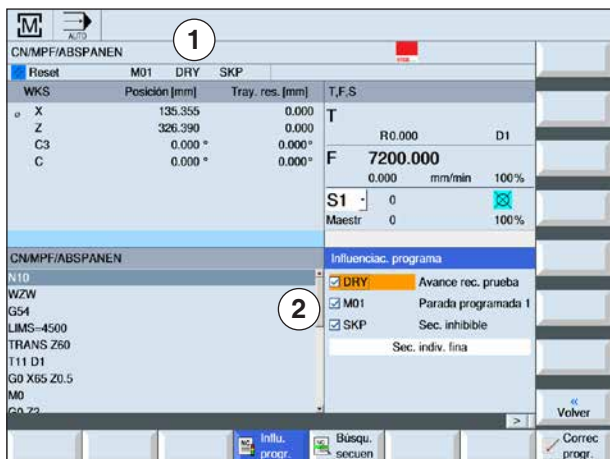 M
AUTO
1
CN/MPF/ABSPANEN
Reset M01 DRY SKP
WKS Posición [mm] Tray. res. [mm]
X 135.355 0.000
Z 326.390 0.000
C3 0.000 ° 0.000°
C 0.000 ° 0.000°
T,F,S
T
R0.000 D1
F 7200.000
0.000 mm/min 100%
S1 0
Maestr 0 100%
CN/MPF/ABSPANEN
N10
WZW
G54
LIMS=4500
TRANS Z60
T11 D1
G0 X65 Z0.5
M0
G0 Z2
2
Influenciac. programa
DRY Avance rec. prueba
M01 Parada programada 1
SKP Sec. inhibible
Sec. indiv. fina
«
Volver
>
NC
Influ.
progr.
NC
Búsqu.
secuen
Correc
progr.